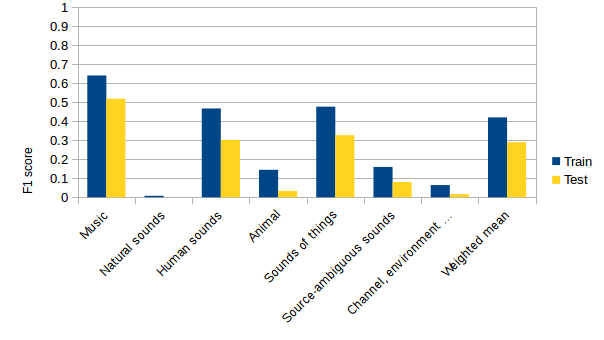 1
0.9
0.8
0.7
0.6
0.5
0.4
0.3
0.2
0.1
0
F1 score
Music
Natural sounds
Human sounds
Animal
Sounds of things
Source-ambiguous sounds
Channel, environment ...
Weighted mean
Train
Test